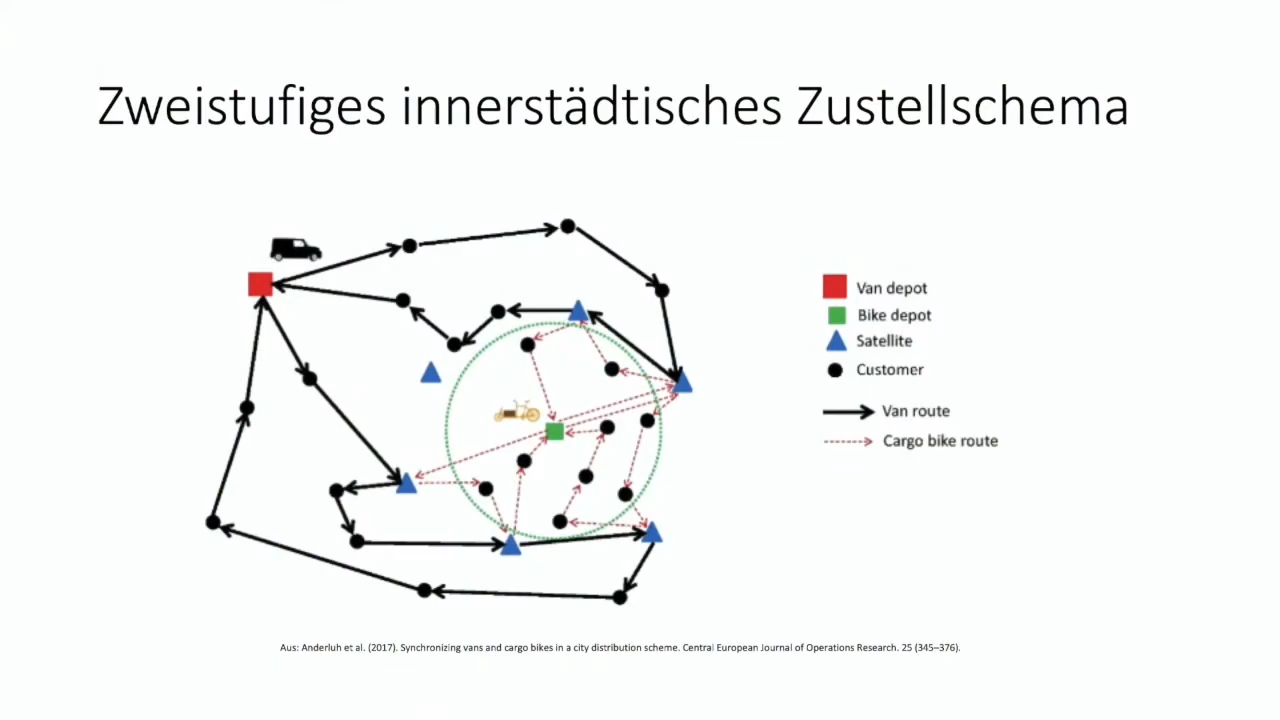 Zweistufiges innerstädtisches Zustellschema
Van depot
Bike depot
Satellite
Customer
Van route
Cargo bike route
Aus: Anderluh et al. (2017). Synchronizing vans and cargo bikes in a city distribution scheme. Central European Journal of Operations Research. 25 (345–376).